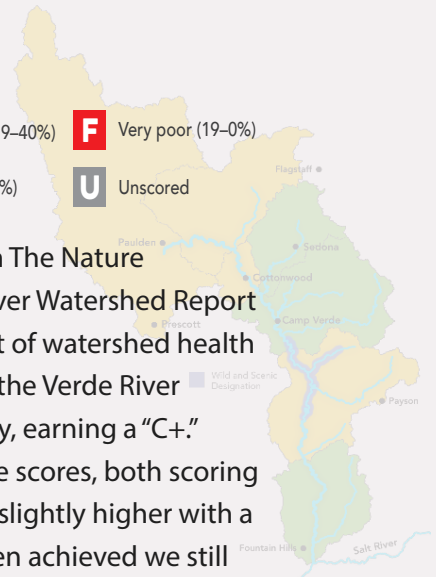 9–40%)
F Very poor (19–0%)
%)
U Unscored
Flagstaff
Paulden
Sedona
Cottonwood
Prescott
Camp Verde
Wild and Scenic
Designation
Payson
Fountain Hills
Salt River
The Nature
ver Watershed Report
t of watershed health
the Verde River
y, earning a “C+.”
e scores, both scoring
slightly higher with a
en achieved we still